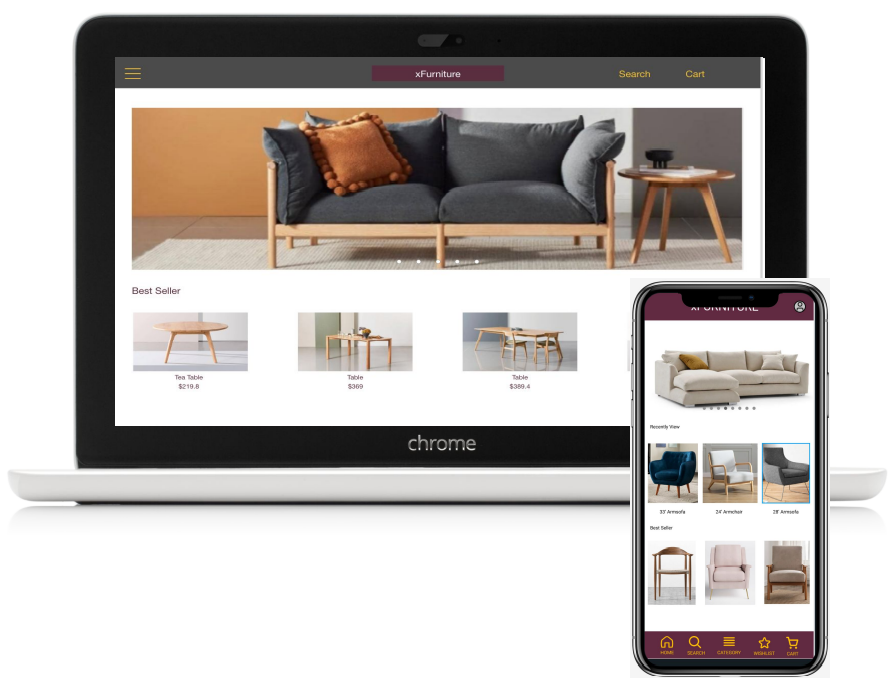 xFurniture
Search
Cart
Best Seller
Tea Table
$219.8
Table
$369
Table
$389.4
chrome
xFURNITURE
Recently View
33' Armsofa
24' Armchair
28' Armsofa
Best Seller
HOME
SEARCH
CATEGORY
WISHLIST
CART